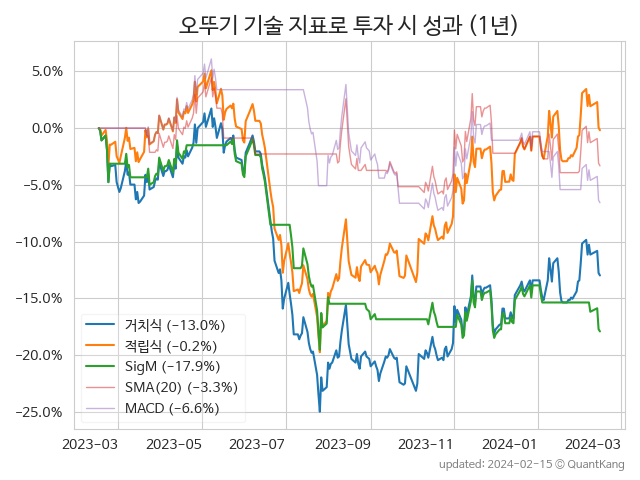 오뚜기 기술 지표로 투자 시 성과 (1년)
5.0%
0.0%
−5.0%
−10.0%
−15.0%
−20.0%
−25.0%
거치식 (−13.0%)
적립식 (−0.2%)
SigM (−17.9%)
SMA(20) (−3.3%)
MACD (−6.6%)
2023-03 2023-05 2023-07 2023-09 2023-11 2024-01 2024-03
updated: 2024-02-15 © QuantKang